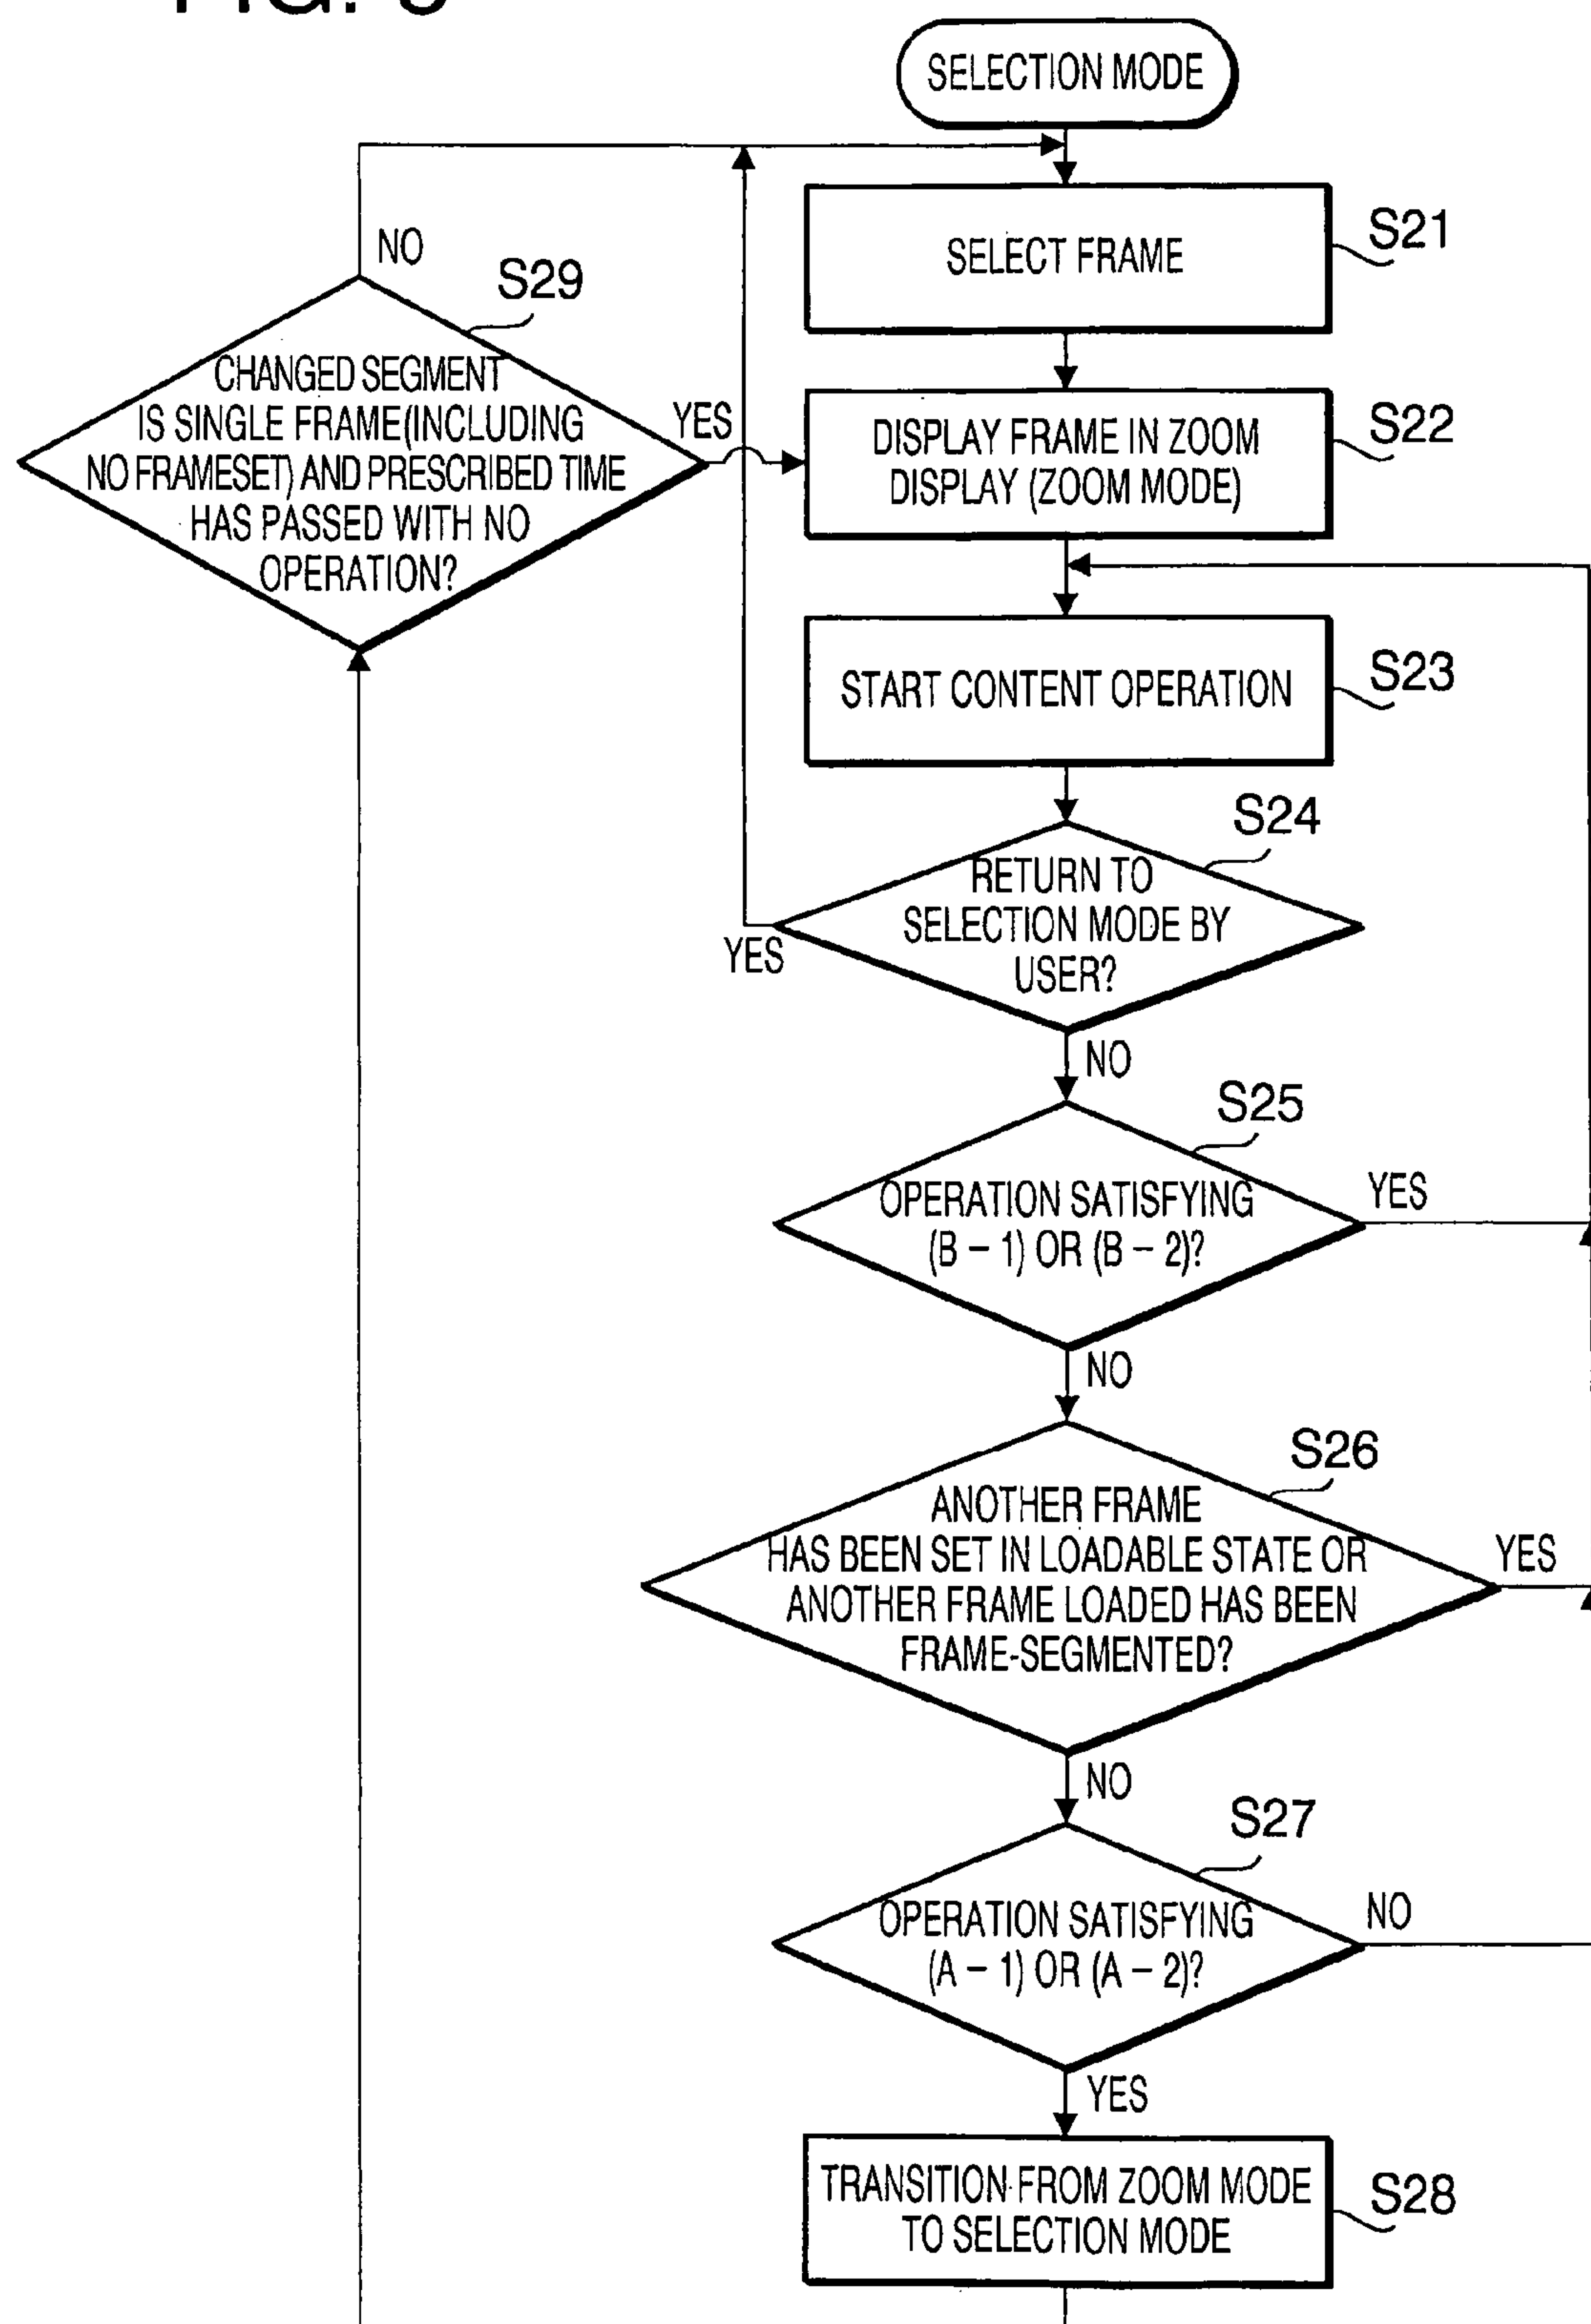 SELECTION MODE
SELECT FRAME
S21
NO
S29
CHANGED SEGMENT
IS SINGLE FRAME(INCLUDING
NO FRAMESET) AND PRESCRIBED TIME
HAS PASSED WITH NO
OPERATION?
YES
DISPLAY FRAME IN ZOOM
DISPLAY (ZOOM MODE)
S22
START CONTENT OPERATION
S23
S24
RETURN TO
SELECTION MODE BY
USER?
YES
NO
S25
OPERATION SATISFYING
(B – 1) OR (B – 2)?
YES
NO
S26
ANOTHER FRAME
HAS BEEN SET IN LOADABLE STATE OR
ANOTHER FRAME LOADED HAS BEEN
FRAME-SEGMENTED?
YES
NO
S27
OPERATION SATISFYING
(A – 1) OR (A – 2)?
NO
YES
TRANSITION FROM ZOOM MODE
TO SELECTION MODE
S28